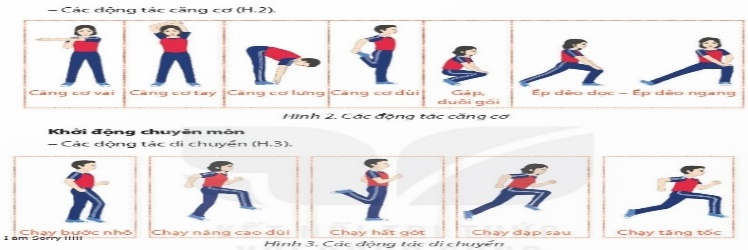 – Các động tác căng cơ (H.2).
Căng cơ vai Căng cơ tay Căng cơ lưng Căng cơ đùi Gập, duỗi gối Ép dẻo dọc – Ép dẻo ngang
Hình 2. Các động tác căng cơ
Khởi động chuyên môn
– Các động tác di chuyển (H.3).
Chạy bước nhỏ Chạy nâng cao đùi Chạy hất gót Chạy đạp sau Chạy tăng tốc
I am Sorry !!!!!
Hình 3. Các động tác di chuyển